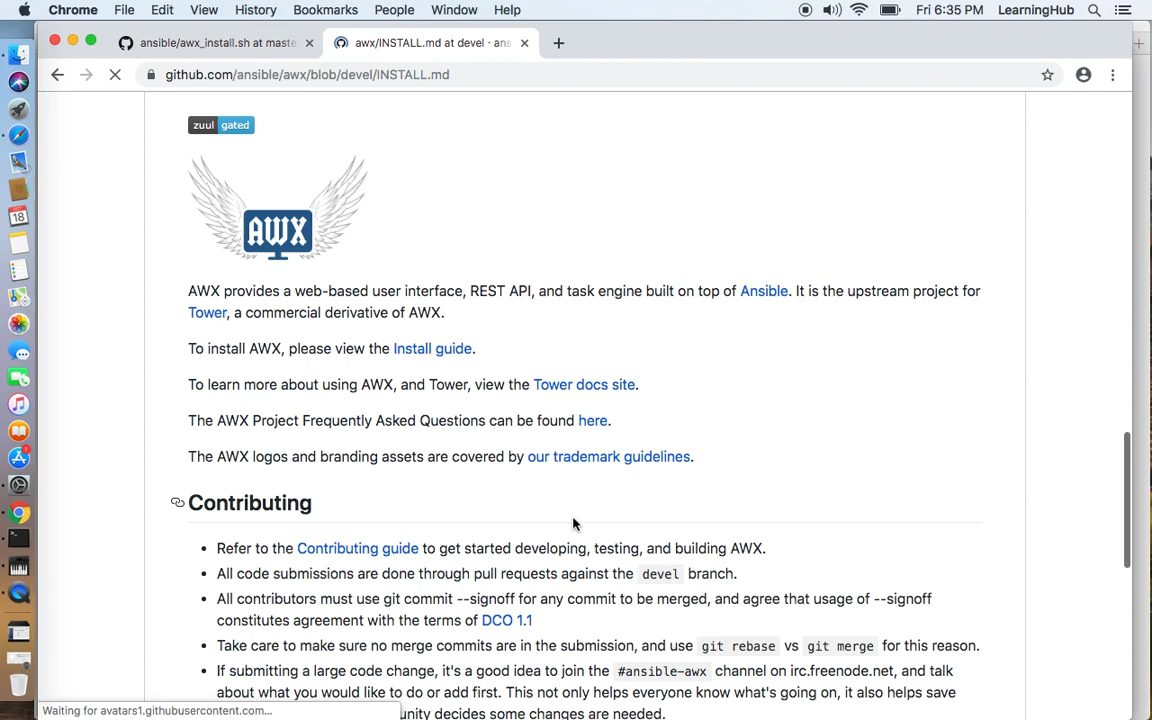 Chrome File Edit View History Bookmarks People Window Help Fri 6:35 PM LearningHub
ansible/awx_install.sh at maste
awx/INSTALL.md at devel · ans
github.com/ansible/awx/blob/devel/INSTALL.md
zuul gated
AWX
AWX provides a web-based user interface, REST API, and task engine built on top of Ansible. It is the upstream project for
Tower, a commercial derivative of AWX.
To install AWX, please view the Install guide.
To learn more about using AWX, and Tower, view the Tower docs site.
The AWX Project Frequently Asked Questions can be found here.
The AWX logos and branding assets are covered by our trademark guidelines.
Contributing
• Refer to the Contributing guide to get started developing, testing, and building AWX.
• All code submissions are done through pull requests against the devel branch.
• All contributors must use git commit --signoff for any commit to be merged, and agree that usage of --signoff
constitutes agreement with the terms of DCO 1.1
• Take care to make sure no merge commits are in the submission, and use git rebase vs git merge for this reason.
• If submitting a large code change, it's a good idea to join the #ansible-awx channel on irc.freenode.net, and talk
about what you would like to do or add first. This not only helps everyone know what's going on, it also helps save
unity decides some changes are needed.
Waiting for avatars1.githubusercontent.com...
18